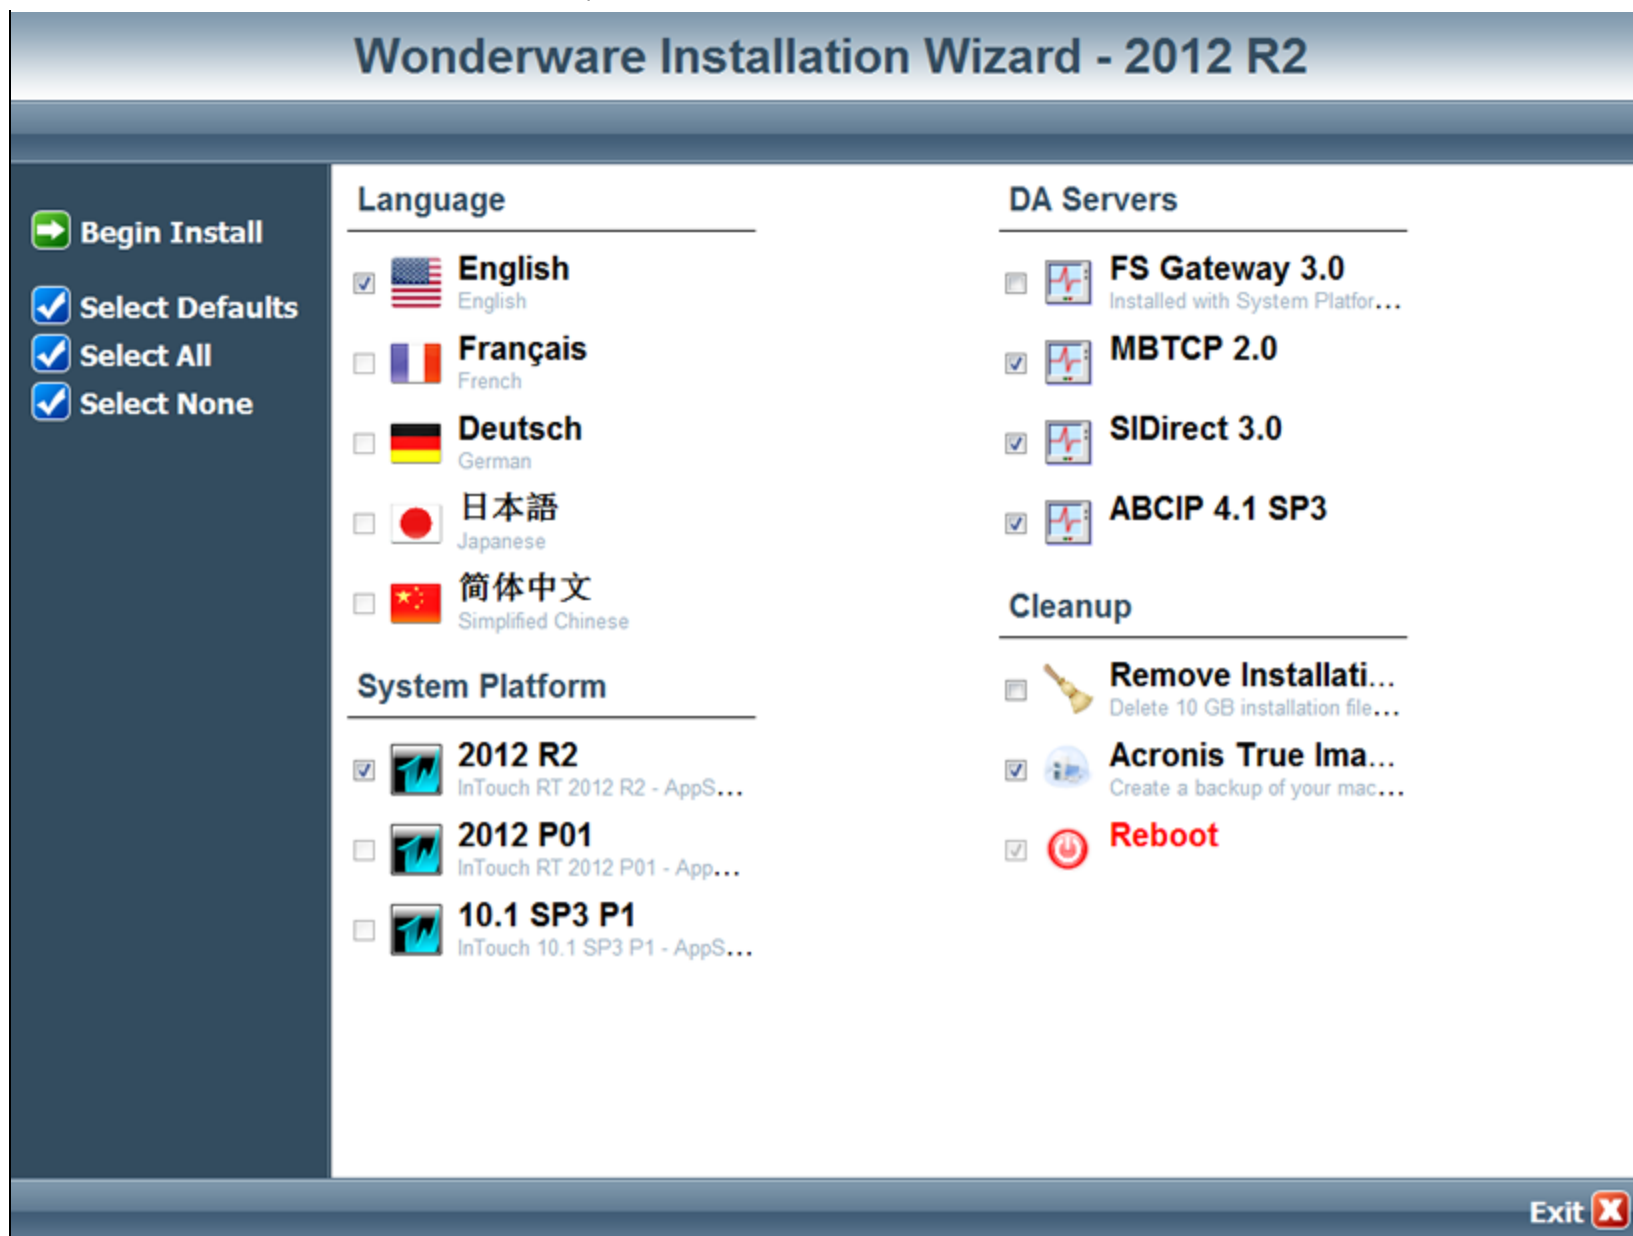 Wonderware Installation Wizard - 2012 R2
Begin Install
Select Defaults
Select All
Select None
Language
English
English
Français
French
Deutsch
German
日本語
Japanese
简体中文
Simplified Chinese
System Platform
2012 R2
InTouch RT 2012 R2 - AppS...
2012 P01
InTouch RT 2012 P01 - App...
10.1 SP3 P1
InTouch 10.1 SP3 P1 - AppS...
DA Servers
FS Gateway 3.0
Installed with System Platfor...
MBTCP 2.0
SIDirect 3.0
ABCIP 4.1 SP3
Cleanup
Remove Installati...
Delete 10 GB installation file...
Acronis True Ima...
Create a backup of your mac...
Reboot
Exit